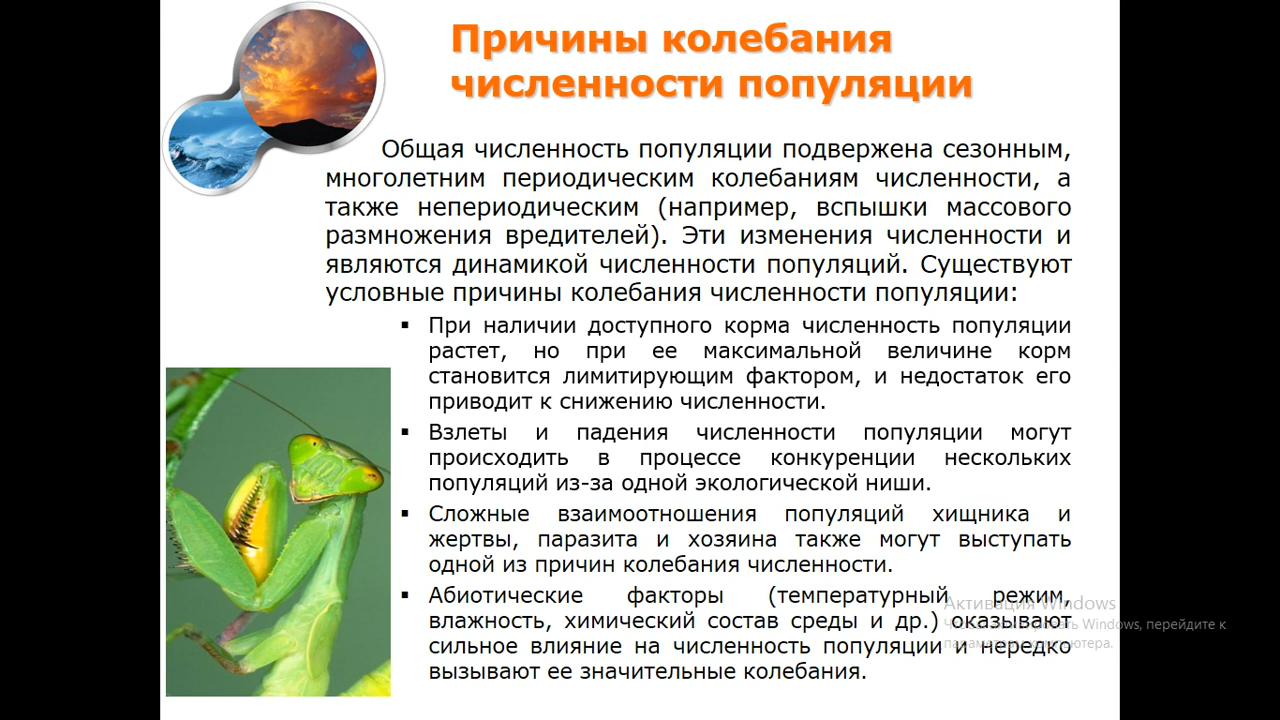 Причины колебания
численности популяции
Общая численность популяции подвержена сезонным,
многолетним периодическим колебаниям численности, а
также непериодическим (например, вспышки массового
размножения вредителей). Эти изменения численности и
являются динамикой численности популяций. Существуют
условные причины колебания численности популяции:
▪ При наличии доступного корма численность популяции
растет, но при ее максимальной величине корм
становится лимитирующим фактором, и недостаток его
приводит к снижению численности.
▪ Взлеты и падения численности популяции могут
происходить в процессе конкуренции нескольких
популяций из-за одной экологической ниши.
▪ Сложные взаимоотношения популяций хищника и
жертвы, паразита и хозяина также могут выступать
одной из причин колебания численности.
▪ Абиотические факторы (температурный режим,
влажность, химический состав среды и др.) оказывают
сильное влияние на численность популяции и нередко
вызывают ее значительные колебания.
Активация Windows
Чтобы активировать Windows, перейдите к
параметрам компьютера.